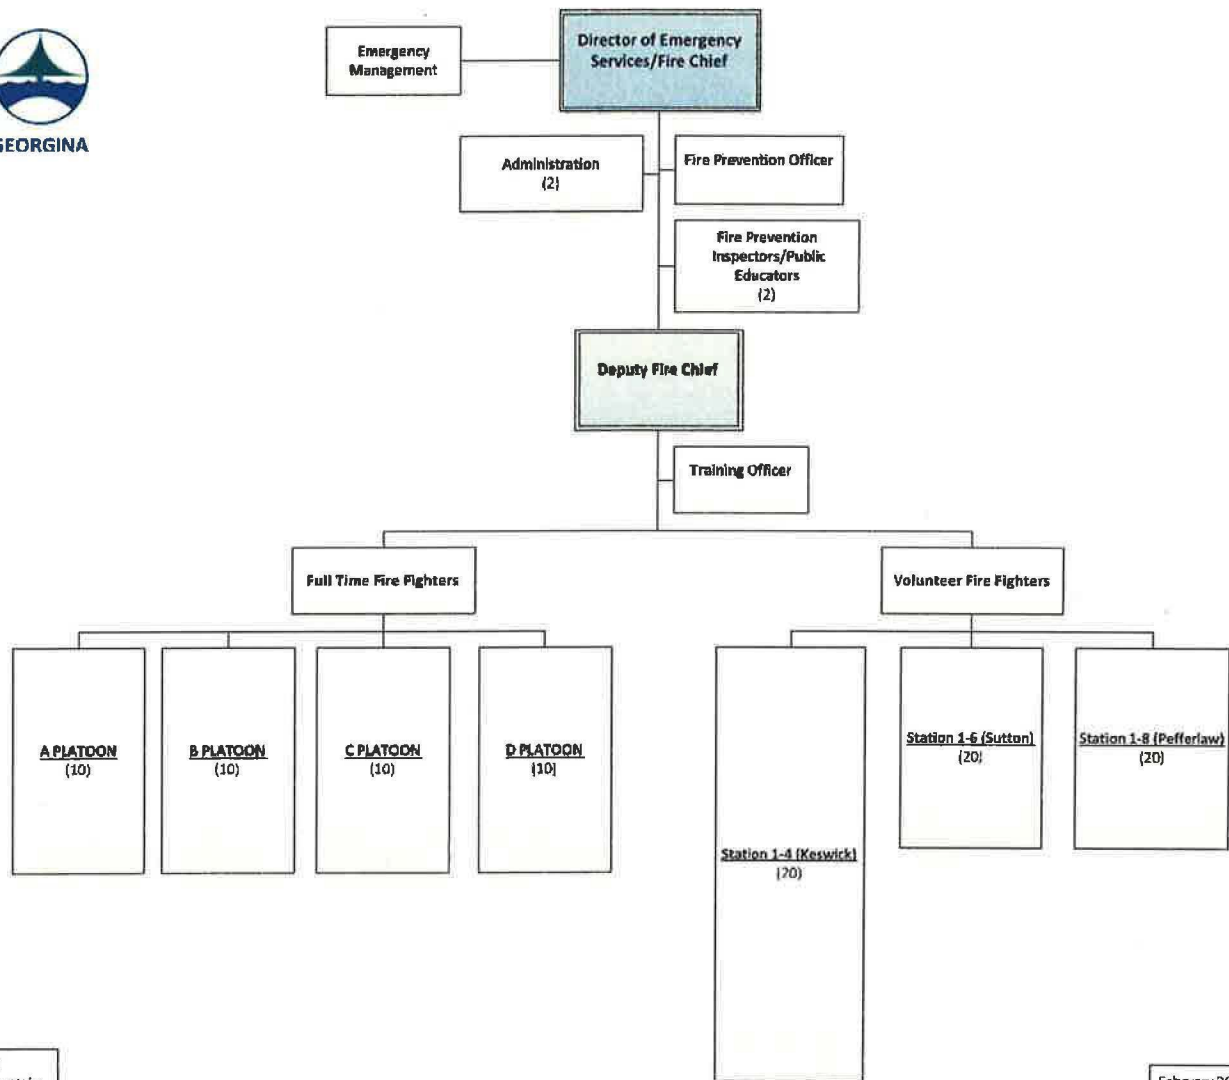 GEORGINA
Emergency
Management
Director of Emergency
Services/Fire Chief
Administration
(2)
Fire Prevention Officer
Fire Prevention
Inspectors/Public
Educators
(2)
Deputy Fire Chief
Training Officer
Full Time Fire Fighters
Volunteer Fire Fighters
A PLATOON
(10)
B PLATOON
(10)
C PLATOON
(10)
D PLATOON
(10)
Station 1-4 (Keswick)
(20)
Station 1-6 (Sutton)
(20)
Station 1-8 (Pefferlaw)
(20)